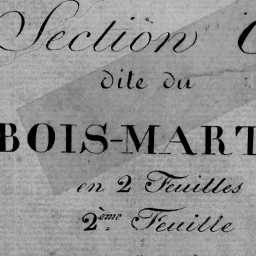 Section C
dite du
BOIS-MART
en 2 Feuilles
2ème. Feuille